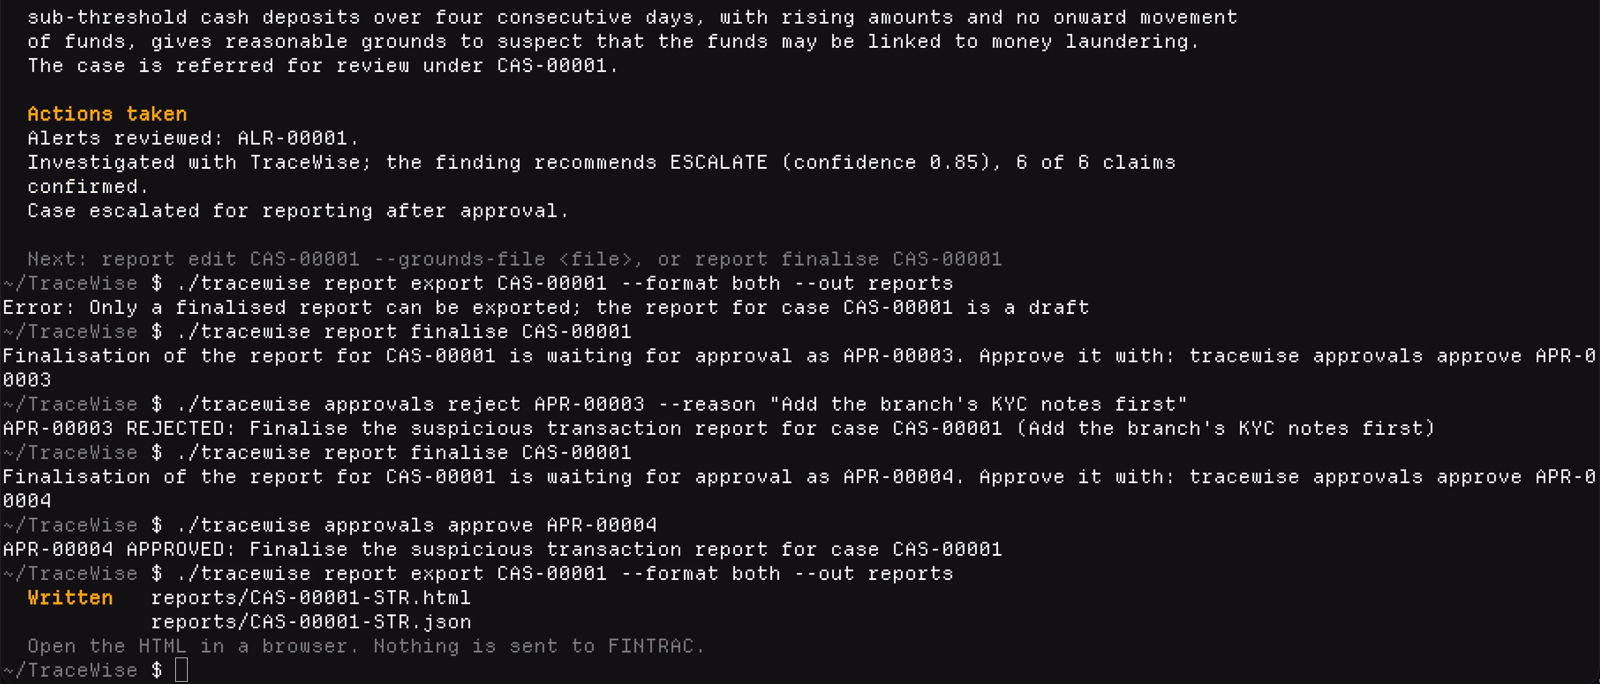 sub-threshold cash deposits over four consecutive days, with rising amounts and no onward movement
of funds, gives reasonable grounds to suspect that the funds may be linked to money laundering.
The case is referred for review under CAS-00001.
Actions taken
Alerts reviewed: ALR-00001.
Investigated with TraceWise; the finding recommends ESCALATE (confidence 0.85), 6 of 6 claims
confirmed.
Case escalated for reporting after approval.
Next: report edit CAS-00001 --grounds-file <file>, or report finalise CAS-00001
~/TraceWise $ ./tracewise report export CAS-00001 --format both --out reports
Error: Only a finalised report can be exported; the report for case CAS-00001 is a draft
~/TraceWise $ ./tracewise report finalise CAS-00001
Finalisation of the report for CAS-00001 is waiting for approval as APR-00003. Approve it with: tracewise approvals approve APR-0
0003
~/TraceWise $ ./tracewise approvals reject APR-00003 --reason "Add the branch's KYC notes first"
APR-00003 REJECTED: Finalise the suspicious transaction report for case CAS-00001 (Add the branch's KYC notes first)
~/TraceWise $ ./tracewise report finalise CAS-00001
Finalisation of the report for CAS-00001 is waiting for approval as APR-00004. Approve it with: tracewise approvals approve APR-0
0004
~/TraceWise $ ./tracewise approvals approve APR-00004
APR-00004 APPROVED: Finalise the suspicious transaction report for case CAS-00001
~/TraceWise $ ./tracewise report export CAS-00001 --format both --out reports
Written reports/CAS-00001-STR.html
reports/CAS-00001-STR.json
Open the HTML in a browser. Nothing is sent to FINTRAC.
~/TraceWise $